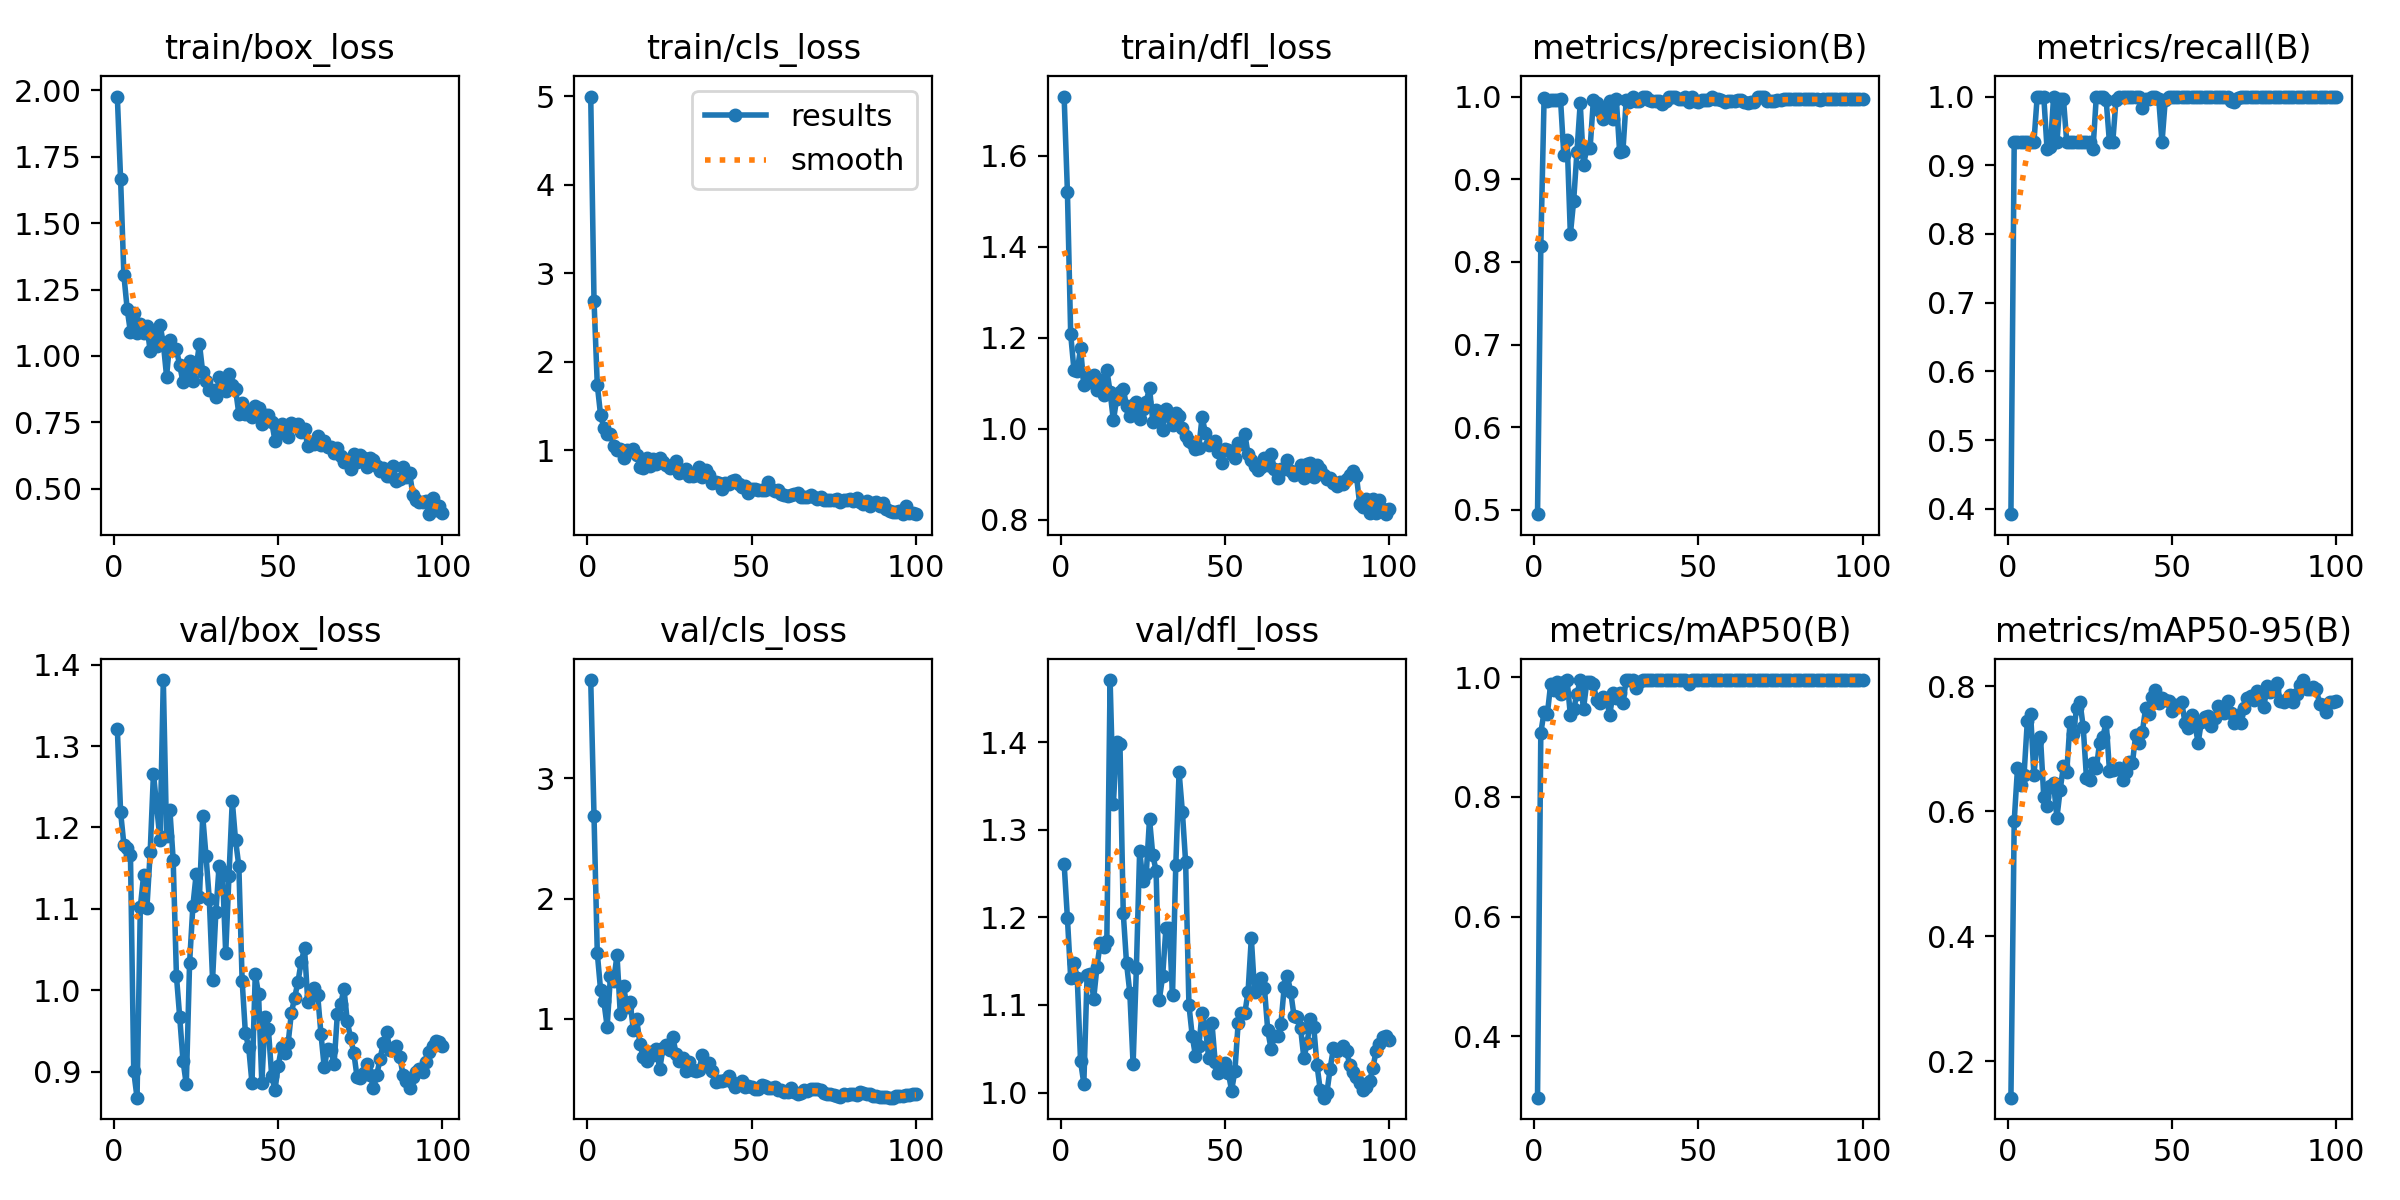 train/box_loss
2.00
1.75
1.50
1.25
1.00
0.75
0.50
0 50 100
train/cls_loss
results
smooth
5
4
3
2
1
0 50 100
train/dfl_loss
1.6
1.4
1.2
1.0
0.8
0 50 100
metrics/precision(B)
1.0
0.9
0.8
0.7
0.6
0.5
0 50 100
metrics/recall(B)
1.0
0.9
0.8
0.7
0.6
0.5
0.4
0 50 100
val/box_loss
1.4
1.3
1.2
1.1
1.0
0.9
0 50 100
val/cls_loss
3
2
1
0 50 100
val/dfl_loss
1.4
1.3
1.2
1.1
1.0
0 50 100
metrics/mAP50(B)
1.0
0.8
0.6
0.4
0 50 100
metrics/mAP50-95(B)
0.8
0.6
0.4
0.2
0 50 100